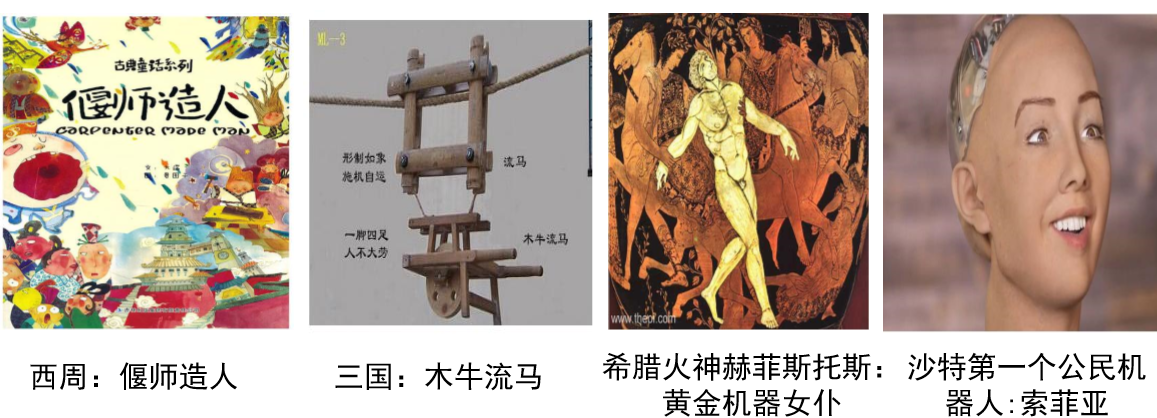 古典童话系列
偃师造人
CARPENTER MADE MAN
ML--3
形制如象
施机自运
流马
一脚四足
人不大劳
木牛流马
www.theoi.com
西周：偃师造人
三国：木牛流马
希腊火神赫菲斯托斯：
黄金机器女仆
沙特第一个公民机
器人:索菲亚